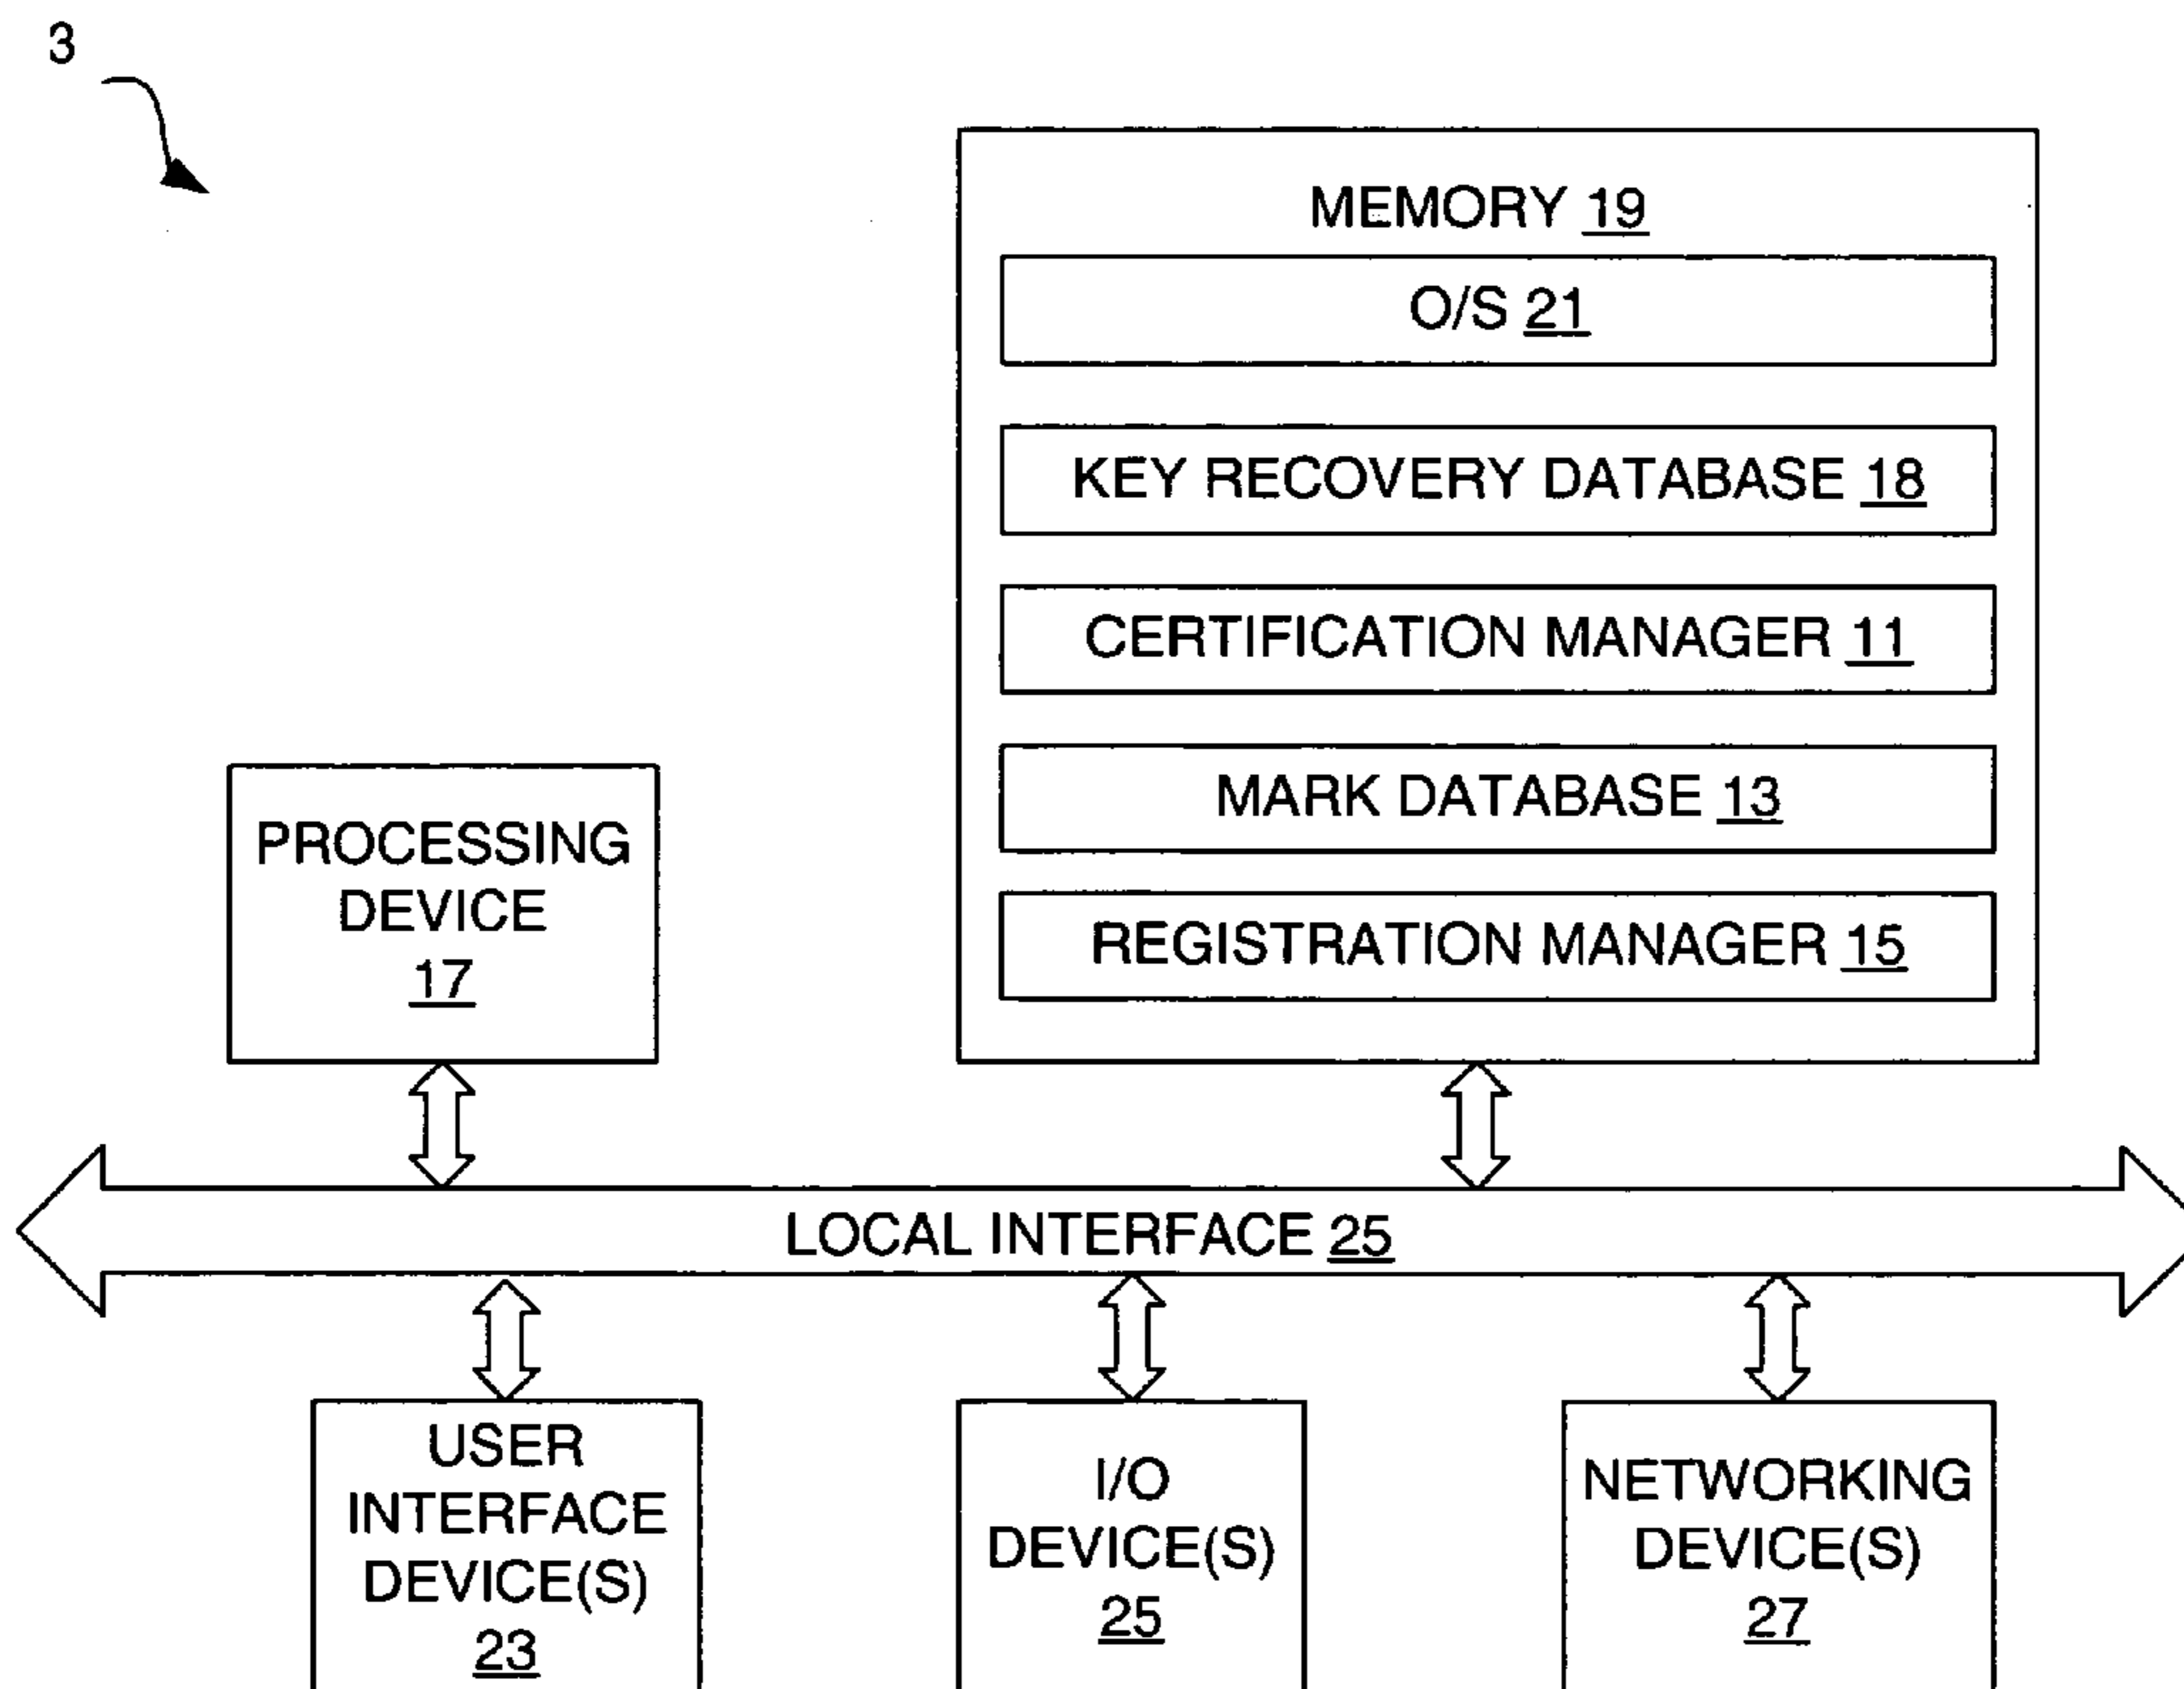 3
MEMORY 19
O/S 21
KEY RECOVERY DATABASE 18
CERTIFICATION MANAGER 11
MARK DATABASE 13
REGISTRATION MANAGER 15
PROCESSING
DEVICE
17
LOCAL INTERFACE 25
USER
INTERFACE
DEVICE(S)
23
I/O
DEVICE(S)
25
NETWORKING
DEVICE(S)
27